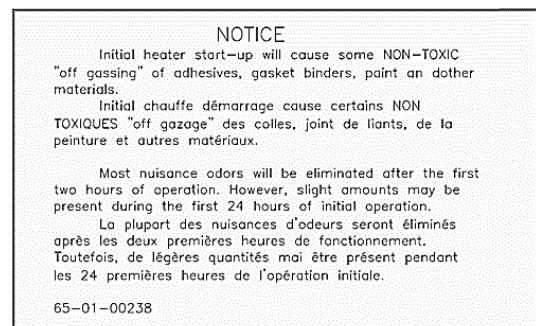 NOTICE
Initial heater start-up will cause some NON-TOXIC
"off gassing" of adhesives, gasket binders, paint an dother
materials.
Initial chauffe démarrage cause certains NON
TOXIQUES "off gazage" des colles, joint de liants, de la
peinture et autres matériaux.
Most nuisance odors will be eliminated after the first
two hours of operation. However, slight amounts may be
present during the first 24 hours of initial operation.
La plupart des nuisances d'odeurs seront éliminés
après les deux premières heures de fonctionnement.
Toutefois, de légères quantités mai être présent pendant
les 24 premières heures de l'opération initiale.
65-01-00238